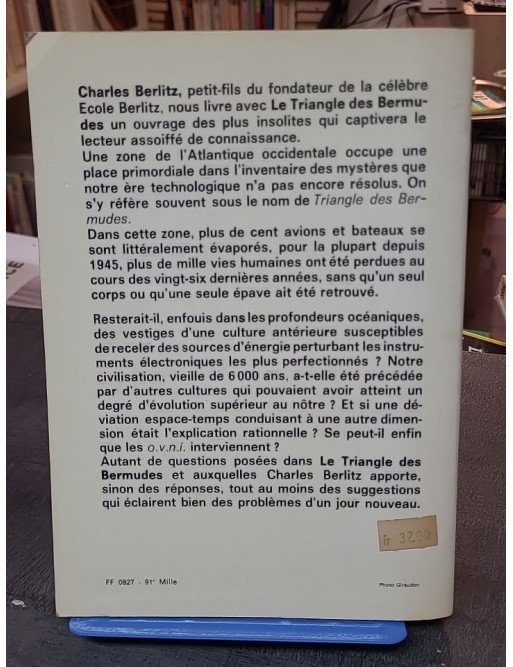 Charles Berlitz, petit-fils du fondateur de la célèbre
Ecole Berlitz, nous livre avec Le Triangle des Bermu-
des un ouvrage des plus insolites qui captivera le
lecteur assoiffé de connaissance.
Une zone de l'Atlantique occidentale occupe une
place primordiale dans l'inventaire des mystères que
notre ère technologique n'a pas encore résolus. On
s'y réfère souvent sous le nom de Triangle des Ber-
mudes.
Dans cette zone, plus de cent avions et bateaux se
sont littéralement évaporés, pour la plupart depuis
1945, plus de mille vies humaines ont été perdues au
cours des vingt-six dernières années, sans qu'un seul
corps ou qu'une seule épave ait été retrouvé.
Resterait-il, enfouis dans les profondeurs océaniques,
des vestiges d'une culture antérieure susceptibles
de receler des sources d'énergie perturbant les instru-
ments électroniques les plus perfectionnés ? Notre
civilisation, vieille de 6 000 ans, a-t-elle été précédée
par d'autres cultures qui pouvaient avoir atteint un
degré d'évolution supérieur au nôtre ? Et si une dé-
viation espace-temps conduisant à une autre dimen-
sion était l'explication rationnelle ? Se peut-il enfin
que les o.v.n.i. interviennent ?
Autant de questions posées dans Le Triangle des
Bermudes et auxquelles Charles Berlitz apporte,
sinon des réponses, tout au moins des suggestions
qui éclairent bien des problèmes d'un jour nouveau.
Fr 32.00
FF 0827 - 91e Mille
Photo Giraudon